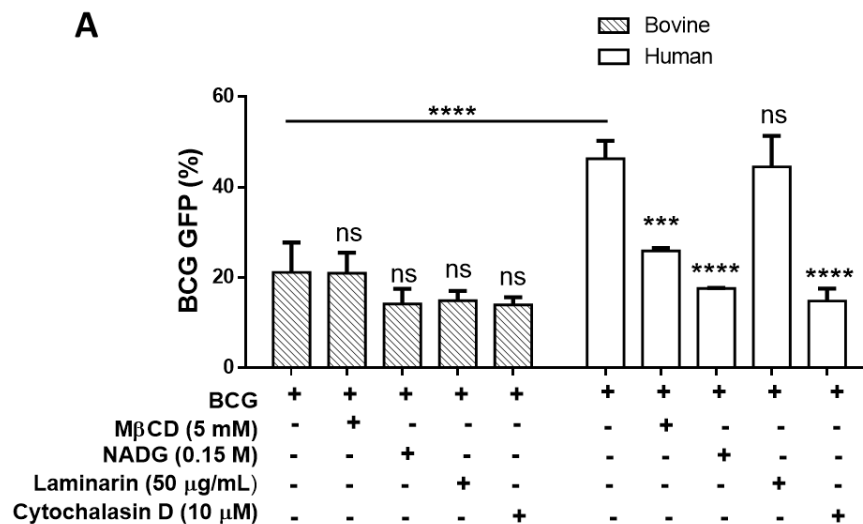 A
Bovine
Human
60
40
20
0
BCG GFP (%)
****
ns
ns
ns
ns
***
****
ns
****
BCG + + + + + + + + + +
MβCD (5 mM) - + - - - - + - - -
NADG (0.15 M) - - + - - - - + - -
Laminarin (50 μg/mL) - - - + - - - - + -
Cytochalasin D (10 μM) - - - - + - - - - +